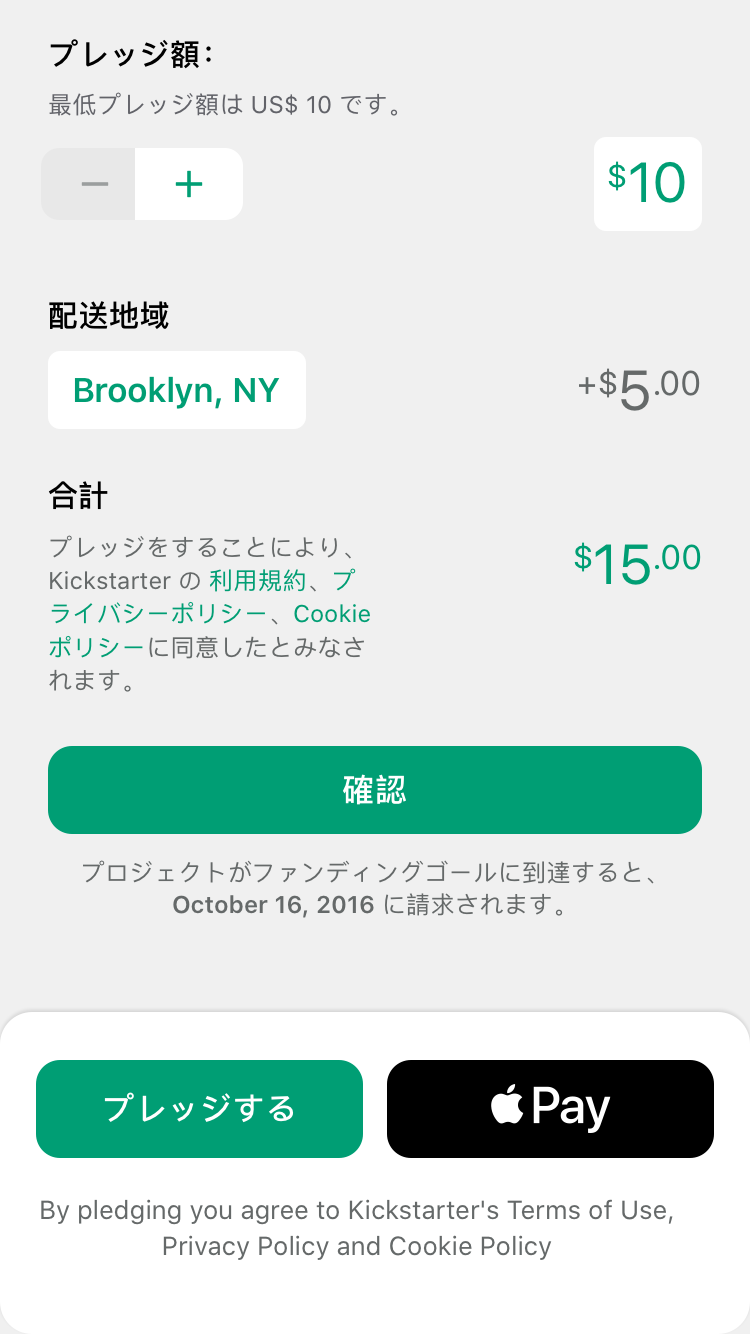 プレッジ額:
最低プレッジ額は US$ 10 です。
− +
$10
配送地域
Brooklyn, NY
+$5.00
合計
プレッジをすることにより、
Kickstarter の 利用規約、プ
ライバシーポリシー、Cookie
ポリシーに同意したとみなさ
れます。
$15.00
確認
プロジェクトがファンディングゴールに到達すると、
October 16, 2016 に請求されます。
プレッジする
Pay
By pledging you agree to Kickstarter's Terms of Use,
Privacy Policy and Cookie Policy